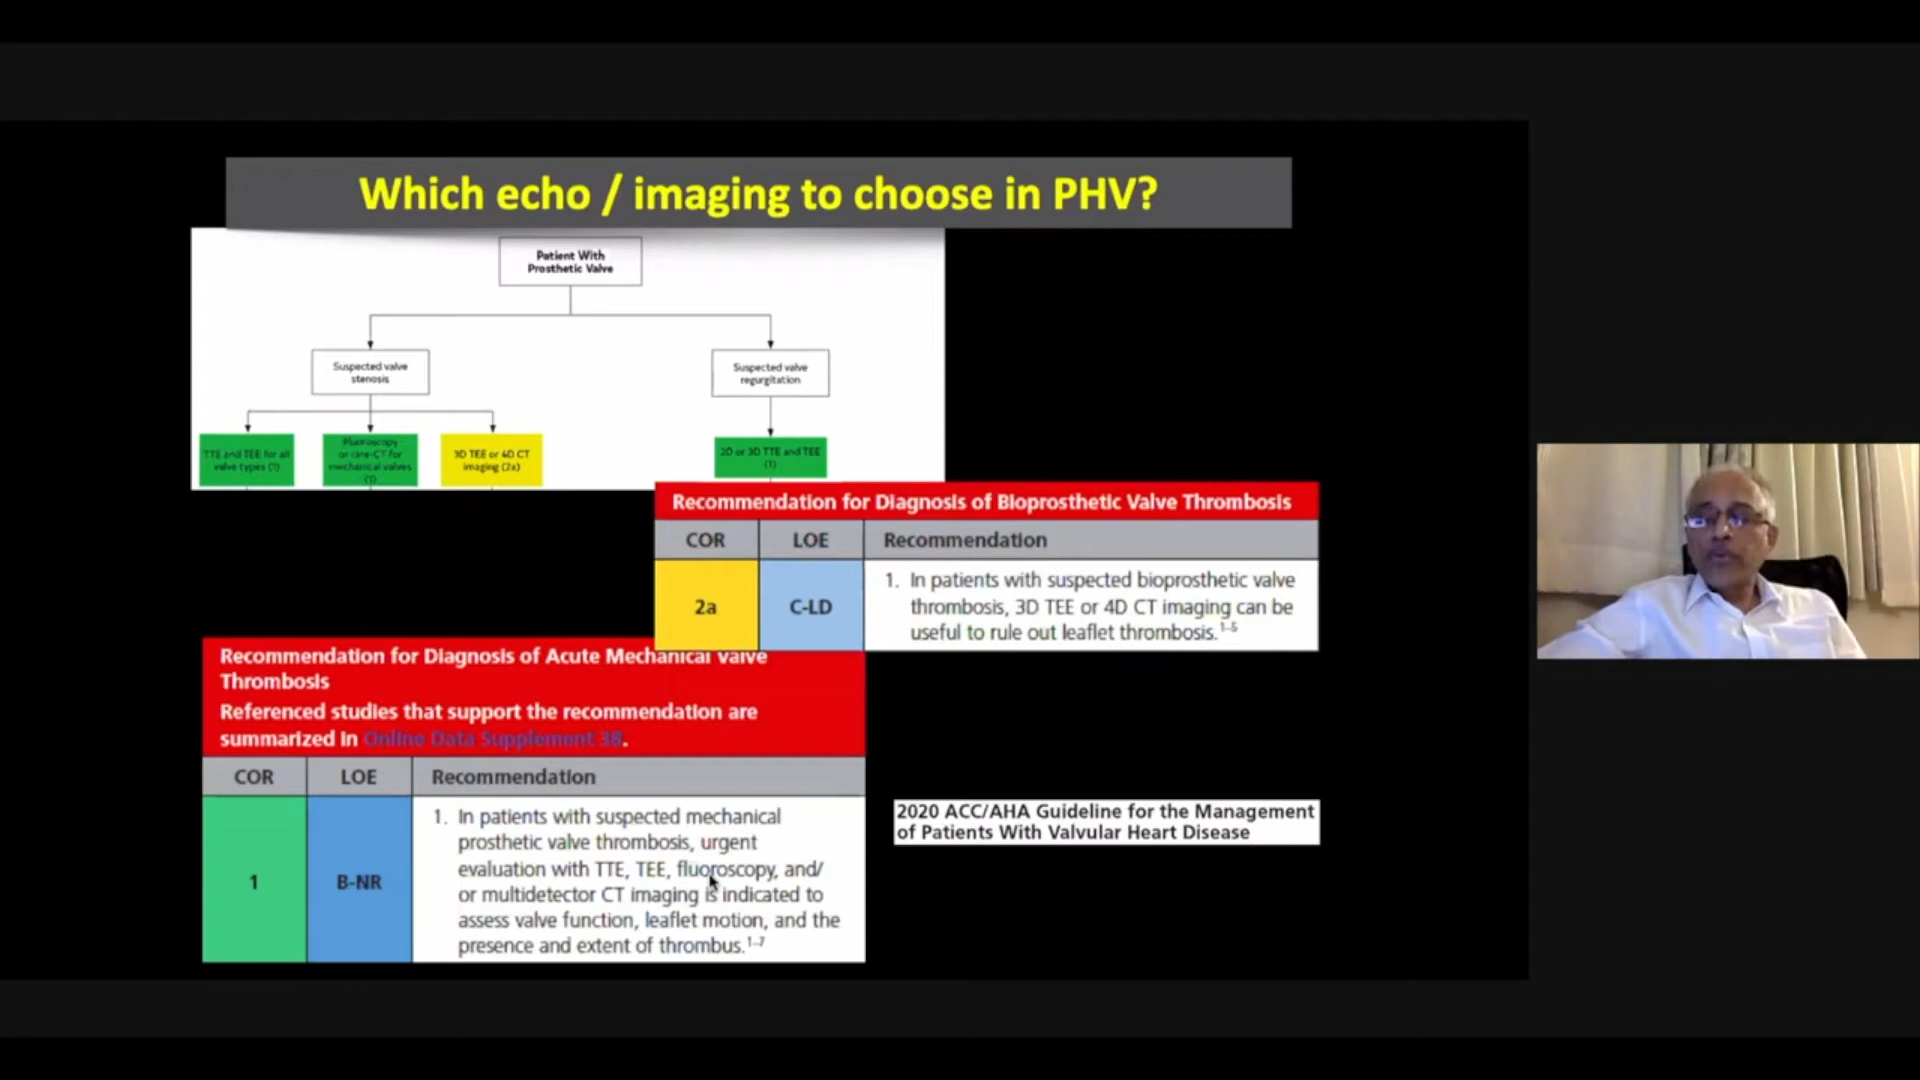 Which echo / imaging to choose in PHV?
Patient With
Prosthetic Valve
Suspected valve
stenosis
Suspected valve
regurgitation
TTE and TEE for all
valve types (1)
Fluoroscopy
or cine-CT for
mechanical valves
(1)
3D TEE or 4D CT
imaging (2a)
2D or 3D TTE and TEE
(1)
Recommendation for Diagnosis of Bioprosthetic Valve Thrombosis
COR LOE Recommendation
2a C-LD
1. In patients with suspected bioprosthetic valve
thrombosis, 3D TEE or 4D CT imaging can be
useful to rule out leaflet thrombosis.1-5
Recommendation for Diagnosis of Acute Mechanical Valve
Thrombosis
Referenced studies that support the recommendation are
summarized in Online Data Supplement 38.
COR LOE Recommendation
1 B-NR
1. In patients with suspected mechanical
prosthetic valve thrombosis, urgent
evaluation with TTE, TEE, fluoroscopy, and/
or multidetector CT imaging is indicated to
assess valve function, leaflet motion, and the
presence and extent of thrombus.1-7
2020 ACC/AHA Guideline for the Management
of Patients With Valvular Heart Disease